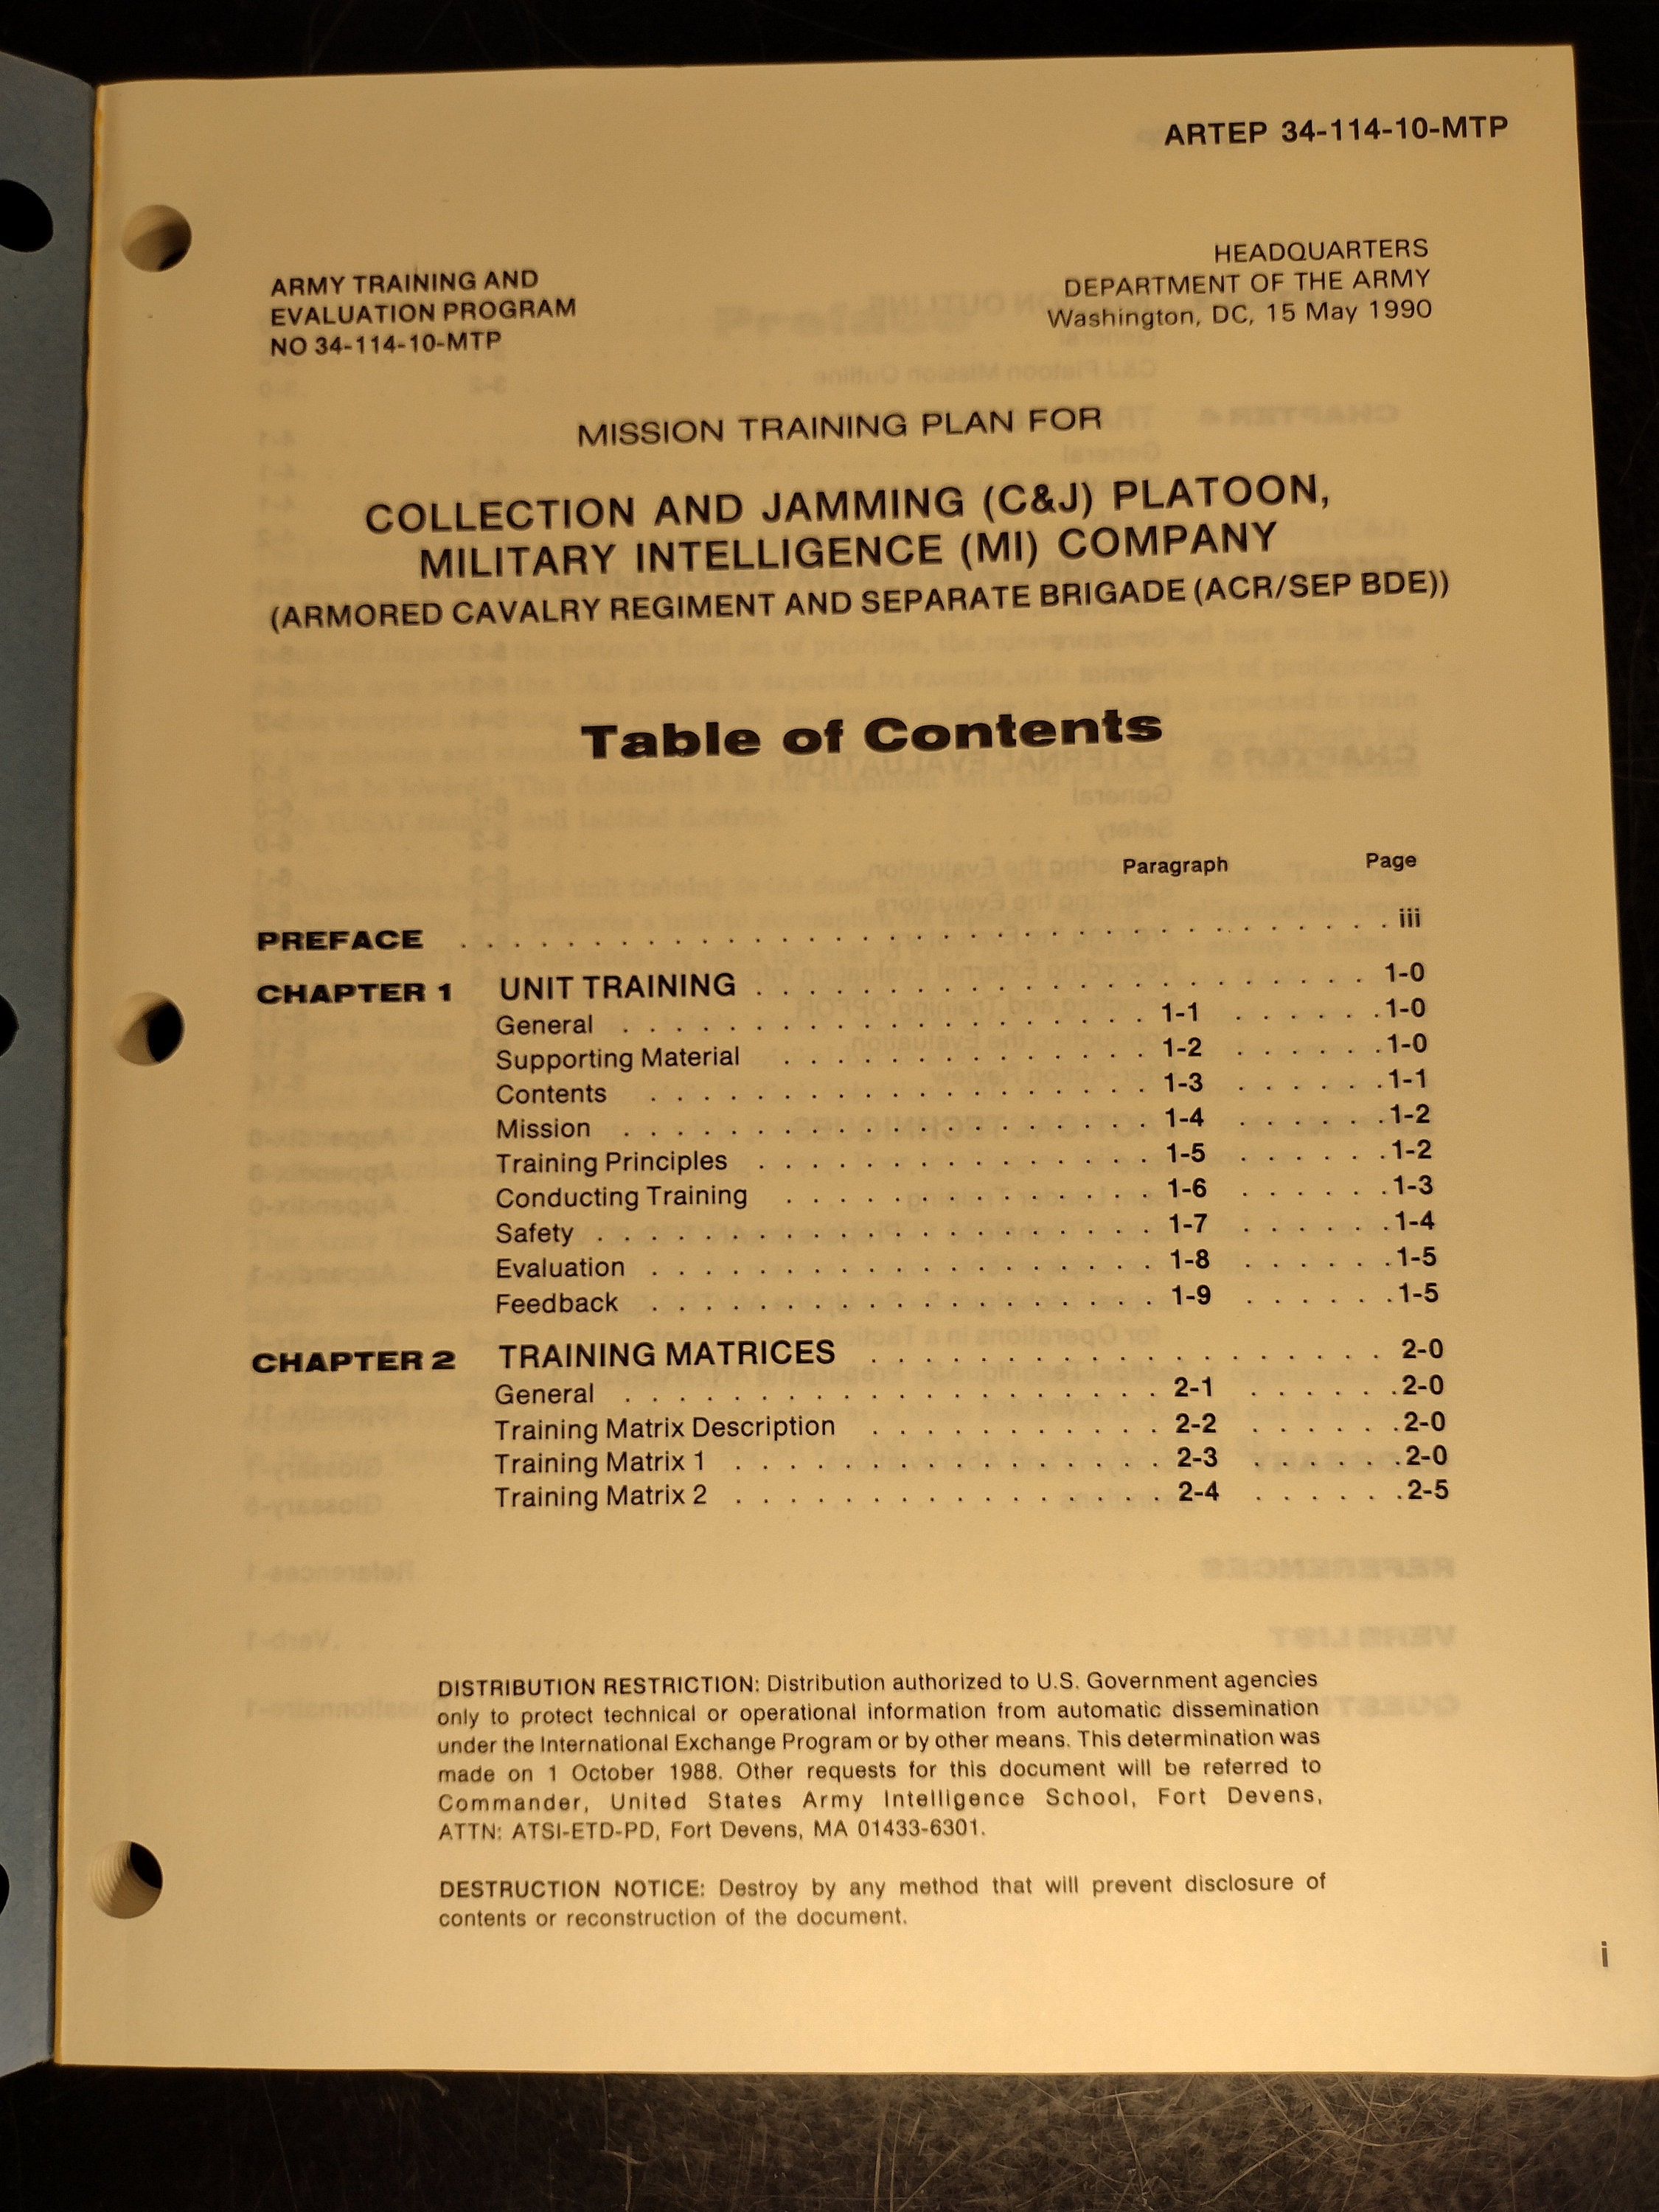 ARTEP 34-114-10-MTP
ARMY TRAINING AND
EVALUATION PROGRAM
NO 34-114-10-MTP
HEADQUARTERS
DEPARTMENT OF THE ARMY
Washington, DC, 15 May 1990
MISSION TRAINING PLAN FOR
COLLECTION AND JAMMING (C&J) PLATOON,
MILITARY INTELLIGENCE (MI) COMPANY
(ARMORED CAVALRY REGIMENT AND SEPARATE BRIGADE (ACR/SEP BDE))
Table of Contents
Paragraph Page
PREFACE . . . . . . . . . . iii
CHAPTER 1 UNIT TRAINING . . . . . . . . . . 1-0
General . . . . . . . . . . 1-1 . . . . . . 1-0
Supporting Material . . . . . . . . . . 1-2 . . . . . . 1-0
Contents . . . . . . . . . . 1-3 . . . . . . 1-1
Mission . . . . . . . . . . 1-4 . . . . . . 1-2
Training Principles . . . . . . . . . . 1-5 . . . . . . 1-2
Conducting Training . . . . . . . . . . 1-6 . . . . . . 1-3
Safety . . . . . . . . . . 1-7 . . . . . . 1-4
Evaluation . . . . . . . . . . 1-8 . . . . . . 1-5
Feedback . . . . . . . . . . 1-9 . . . . . . 1-5
CHAPTER 2 TRAINING MATRICES . . . . . . . . . . 2-0
General . . . . . . . . . . 2-1 . . . . . . 2-0
Training Matrix Description . . . . . . . . . . 2-2 . . . . . . 2-0
Training Matrix 1 . . . . . . . . . . 2-3 . . . . . . 2-0
Training Matrix 2 . . . . . . . . . . 2-4 . . . . . . 2-5
DISTRIBUTION RESTRICTION: Distribution authorized to U.S. Government agencies
only to protect technical or operational information from automatic dissemination
under the International Exchange Program or by other means. This determination was
made on 1 October 1988. Other requests for this document will be referred to
Commander, United States Army Intelligence School, Fort Devens,
ATTN: ATSI-ETD-PD, Fort Devens, MA 01433-6301.
DESTRUCTION NOTICE: Destroy by any method that will prevent disclosure of
contents or reconstruction of the document.
i